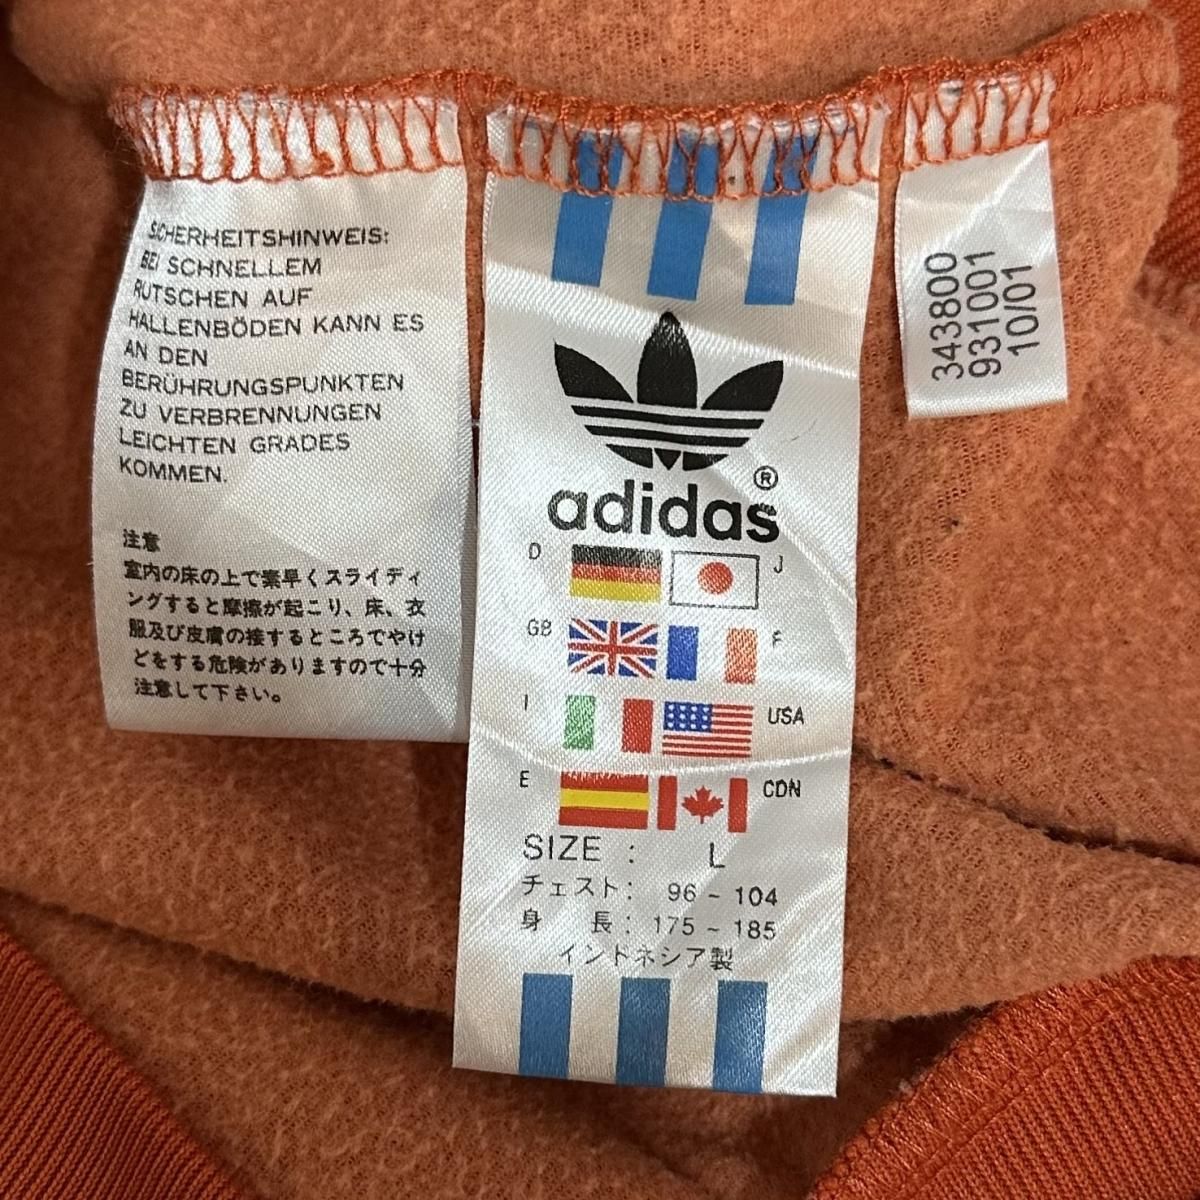 SICHERHEITSHINWEIS:
BEI SCHNELLEM
RUTSCHEN AUF
HALLENBÖDEN KANN ES
AN DEN
BERÜHRUNGSPUNKTEN
ZU VERBRENNUNGEN
LEICHTEN GRADES
KOMMEN.
注意
室内の床の上で素早くスライディ
ングすると摩擦が起こり、床、衣
服及び皮膚の接するところでやけ
どをする危険がありますので十分
注意して下さい。
adidas®
D J
GB F
I USA
E CDN
SIZE : L
チェスト: 96 ~ 104
身 長: 175 ~ 185
インドネシア製
343800
931001
10/01